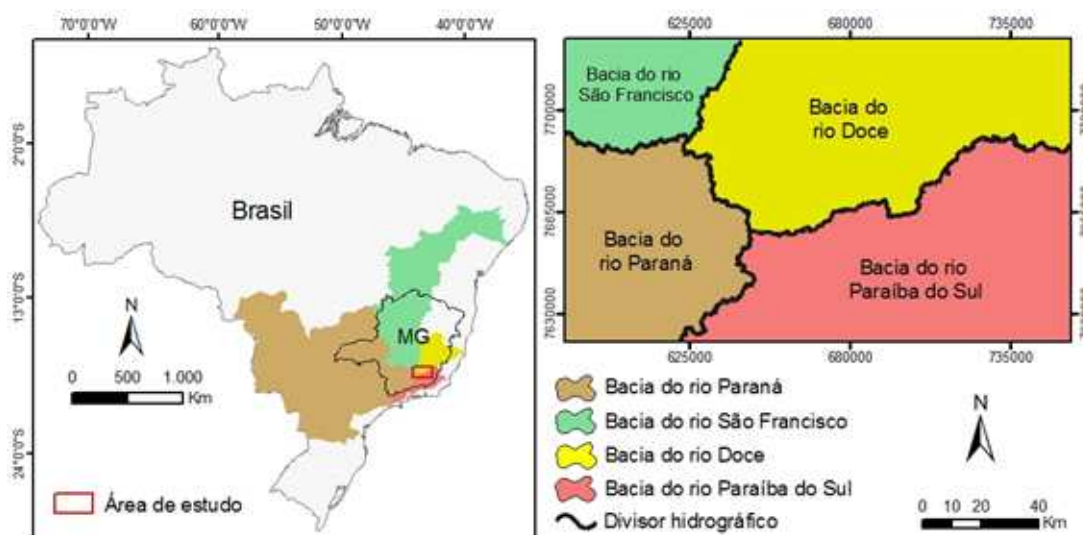 70°0'0"W 60°0'0"W 50°0'0"W 40°0'0"W
2°0'0"S
13°0'0"S
24°0'0"S
Brasil
MG
N
0 500 1.000
Km
Área de estudo
625000 680000 735000
7700000
7665000
7630000
Bacia do rio
São Francisco
Bacia do
rio Doce
Bacia do
rio Paraná
Bacia do rio
Paraíba do Sul
625000 680000 735000
Bacia do rio Paraná
Bacia do rio São Francisco
Bacia do rio Doce
Bacia do rio Paraíba do Sul
Divisor hidrográfico
N
0 10 20 40
Km